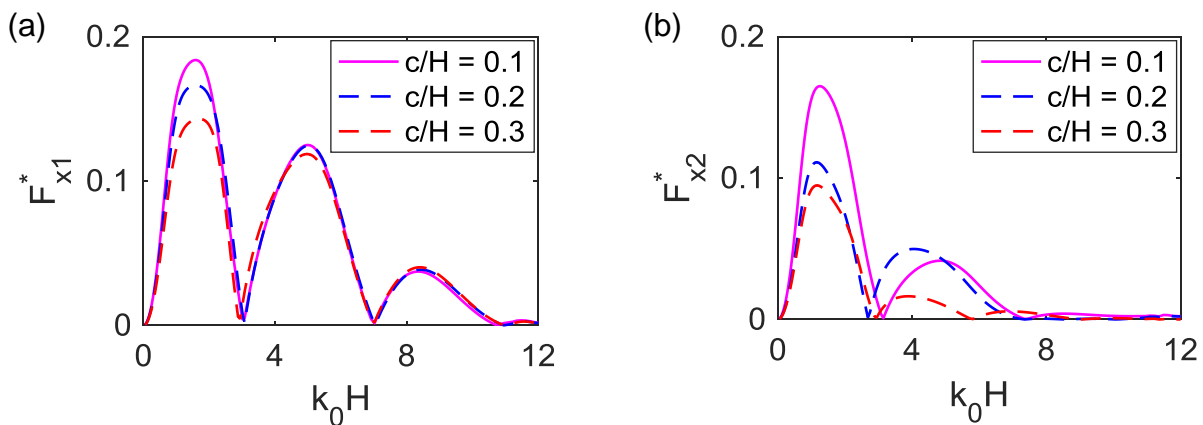 (a)
0.2
0.1
0
F*x1
c/H = 0.1
c/H = 0.2
c/H = 0.3
0 4 8 12
k0H
(b)
0.2
0.1
0
F*x2
c/H = 0.1
c/H = 0.2
c/H = 0.3
0 4 8 12
k0H